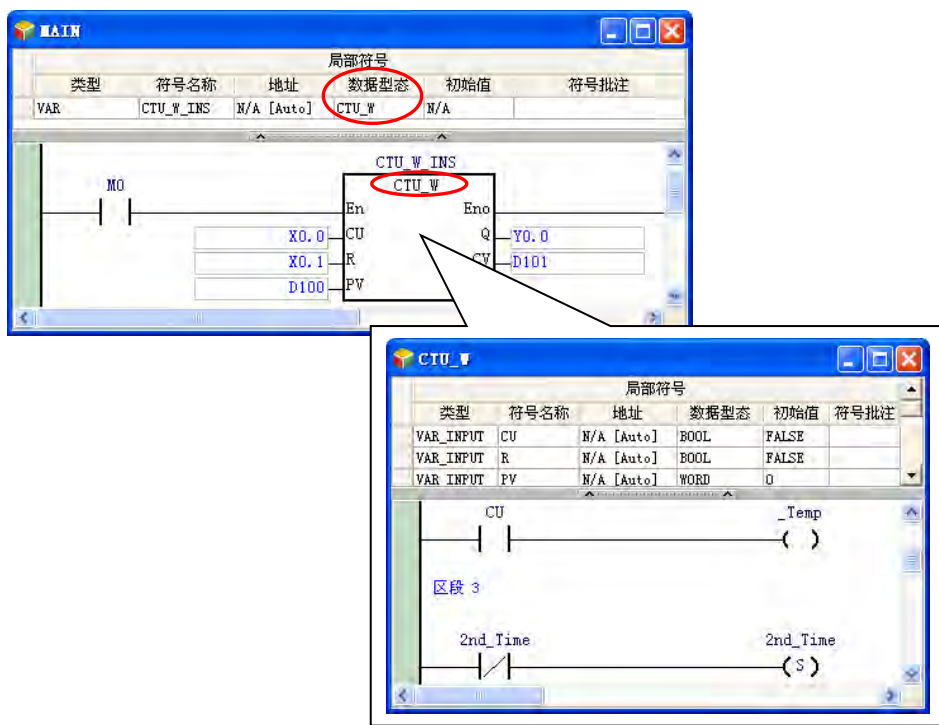 MAIN
局部符号
类型 符号名称 地址 数据型态 初始值 符号批注
VAR CTU_W_INS N/A [Auto] CTU_W N/A
CTU_W_INS
CTU_W
M0
En Eno
X0.0 CU Q Y0.0
X0.1 R CV D101
D100 PV
CTU_W
局部符号
类型 符号名称 地址 数据型态 初始值 符号批注
VAR_INPUT CU N/A [Auto] BOOL FALSE
VAR_INPUT R N/A [Auto] BOOL FALSE
VAR_INPUT PV N/A [Auto] WORD 0
CU _Temp
区段 3
2nd_Time 2nd_Time
S